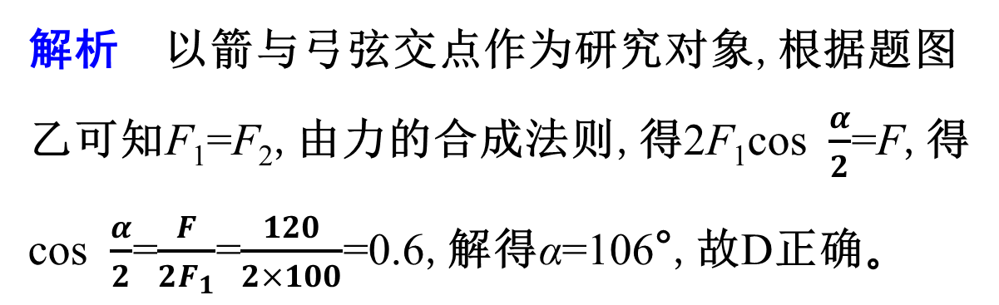 解析　以箭与弓弦交点作为研究对象, 根据题图
乙可知F₁=F₂, 由力的合成法则, 得2F₁cos α/2=F, 得
cos α/2=F/2F₁=120/2×100=0.6, 解得α=106°, 故D正确。